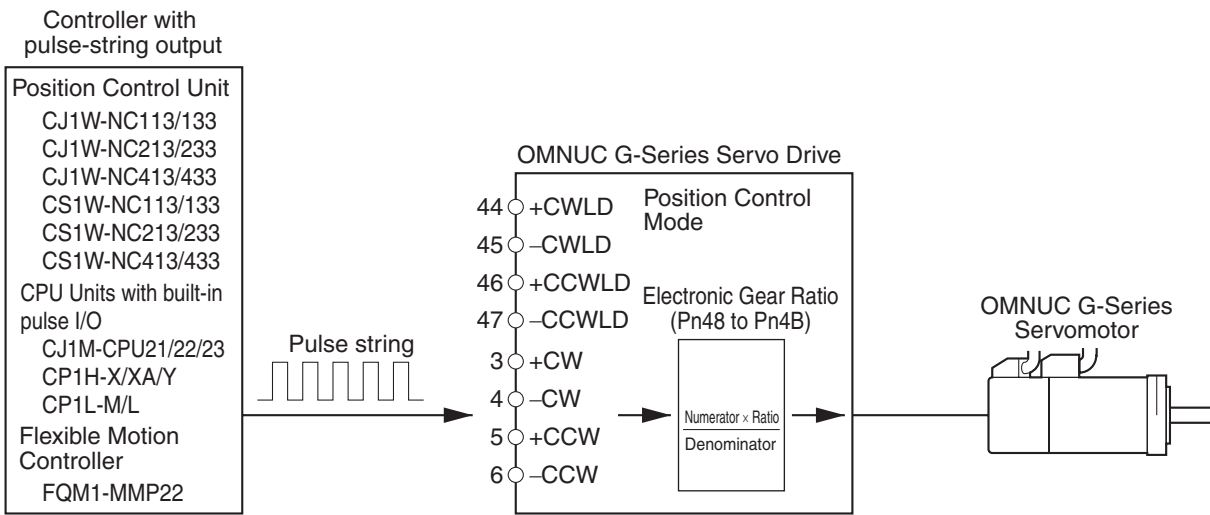 Controller with
pulse-string output
Position Control Unit
CJ1W-NC113/133
CJ1W-NC213/233
CJ1W-NC413/433
CS1W-NC113/133
CS1W-NC213/233
CS1W-NC413/433
CPU Units with built-in
pulse I/O
CJ1M-CPU21/22/23
CP1H-X/XA/Y
CP1L-M/L
Flexible Motion
Controller
FQM1-MMP22
Pulse string
OMNUC G-Series Servo Drive
44 +CWLD
45 –CWLD
46 +CCWLD
47 –CCWLD
3 +CW
4 –CW
5 +CCW
6 –CCW
Position Control
Mode
Electronic Gear Ratio
(Pn48 to Pn4B)
Numerator × Ratio
Denominator
OMNUC G-Series
Servomotor